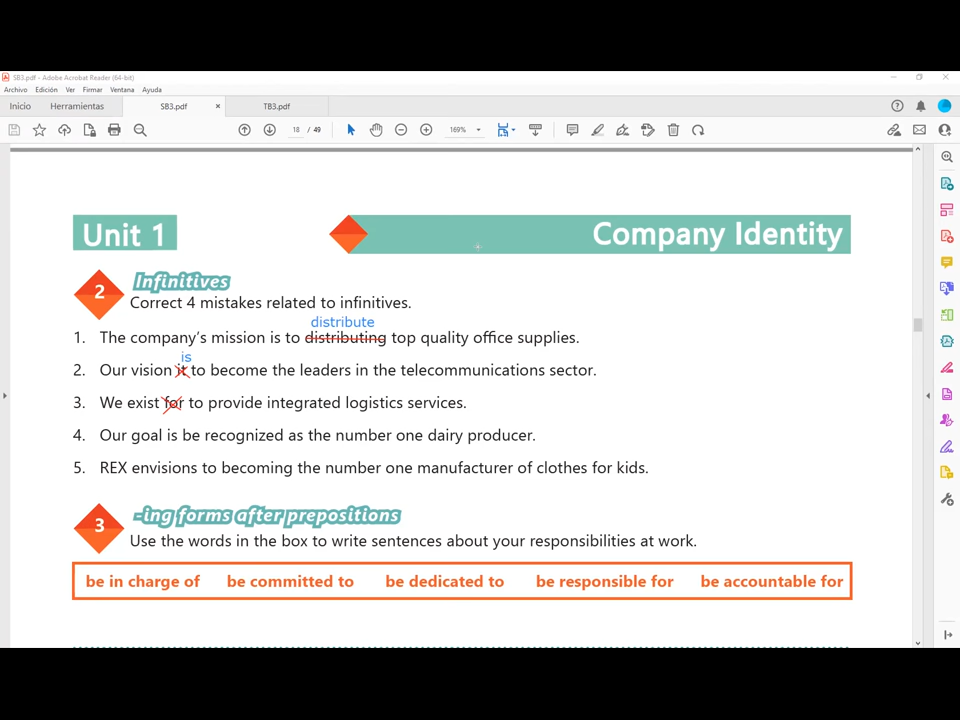 SB3.pdf - Adobe Acrobat Reader (64-bit)
Archivo Edición Ver Firmar Ventana Ayuda
Inicio Herramientas SB3.pdf × TB3.pdf
18 / 49 169%
Unit 1 Company Identity
2 Infinitives
Correct 4 mistakes related to infinitives.
distribute
1. The company's mission is to distributing top quality office supplies.
is
2. Our vision it to become the leaders in the telecommunications sector.
3. We exist for to provide integrated logistics services.
4. Our goal is be recognized as the number one dairy producer.
5. REX envisions to becoming the number one manufacturer of clothes for kids.
3 -ing forms after prepositions
Use the words in the box to write sentences about your responsibilities at work.
be in charge of be committed to be dedicated to be responsible for be accountable for